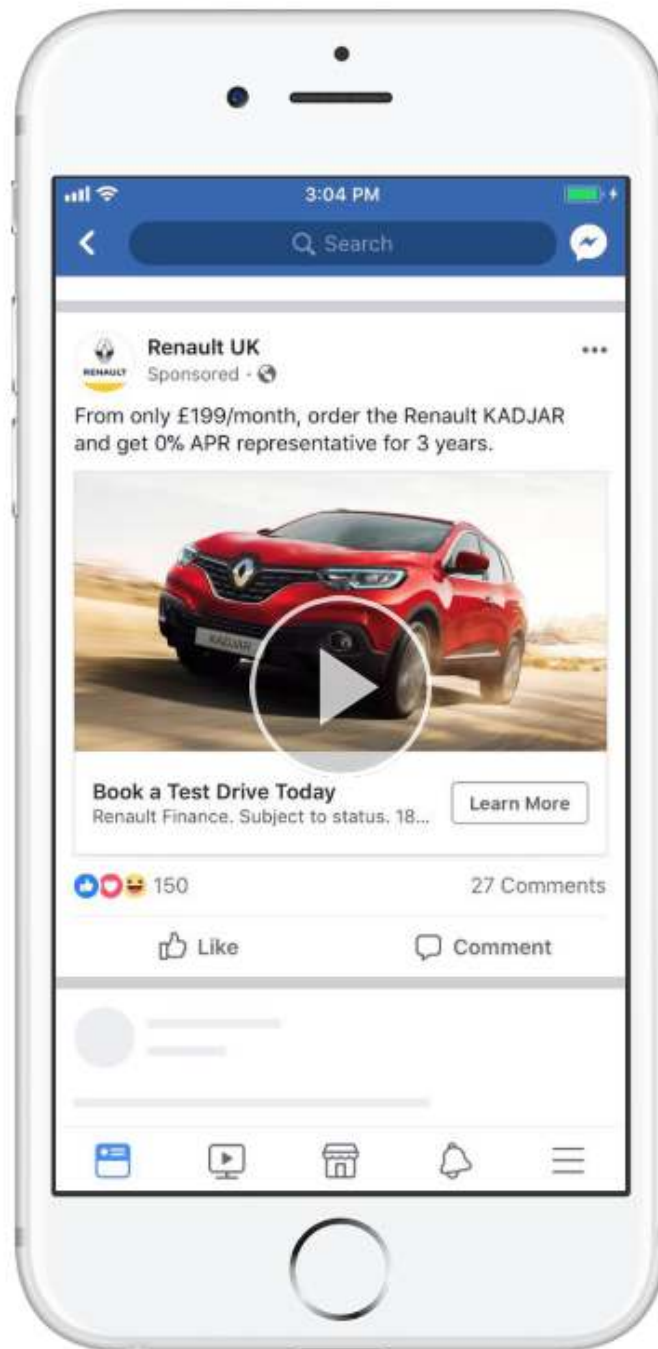 3:04 PM
Search
RENAULT
Renault UK
Sponsored ·
From only £199/month, order the Renault KADJAR
and get 0% APR representative for 3 years.
KADJAR
Book a Test Drive Today
Renault Finance. Subject to status. 18...
Learn More
150
27 Comments
Like
Comment